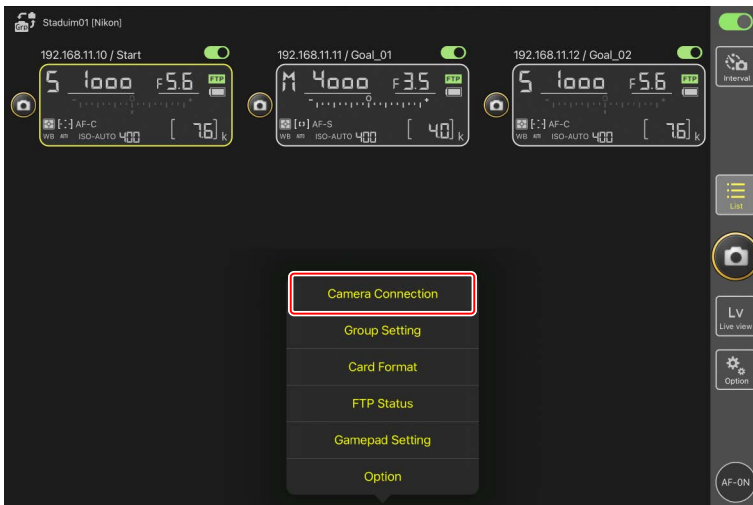 Grp Staduim01 [Nikon]
192.168.11.10 / Start
S 1000 F5.6 FTP
AF-C
WB ISO-AUTO 400 [ 7.6] k
192.168.11.11 / Goal_01
M 4000 F3.5 FTP
AF-S
WB ISO-AUTO 400 [ 4.0] k
192.168.11.12 / Goal_02
S 1000 F5.6 FTP
AF-C
WB ISO-AUTO 400 [ 7.6] k
Interval
List
Lv
Live view
Option
AF-ON
Camera Connection
Group Setting
Card Format
FTP Status
Gamepad Setting
Option